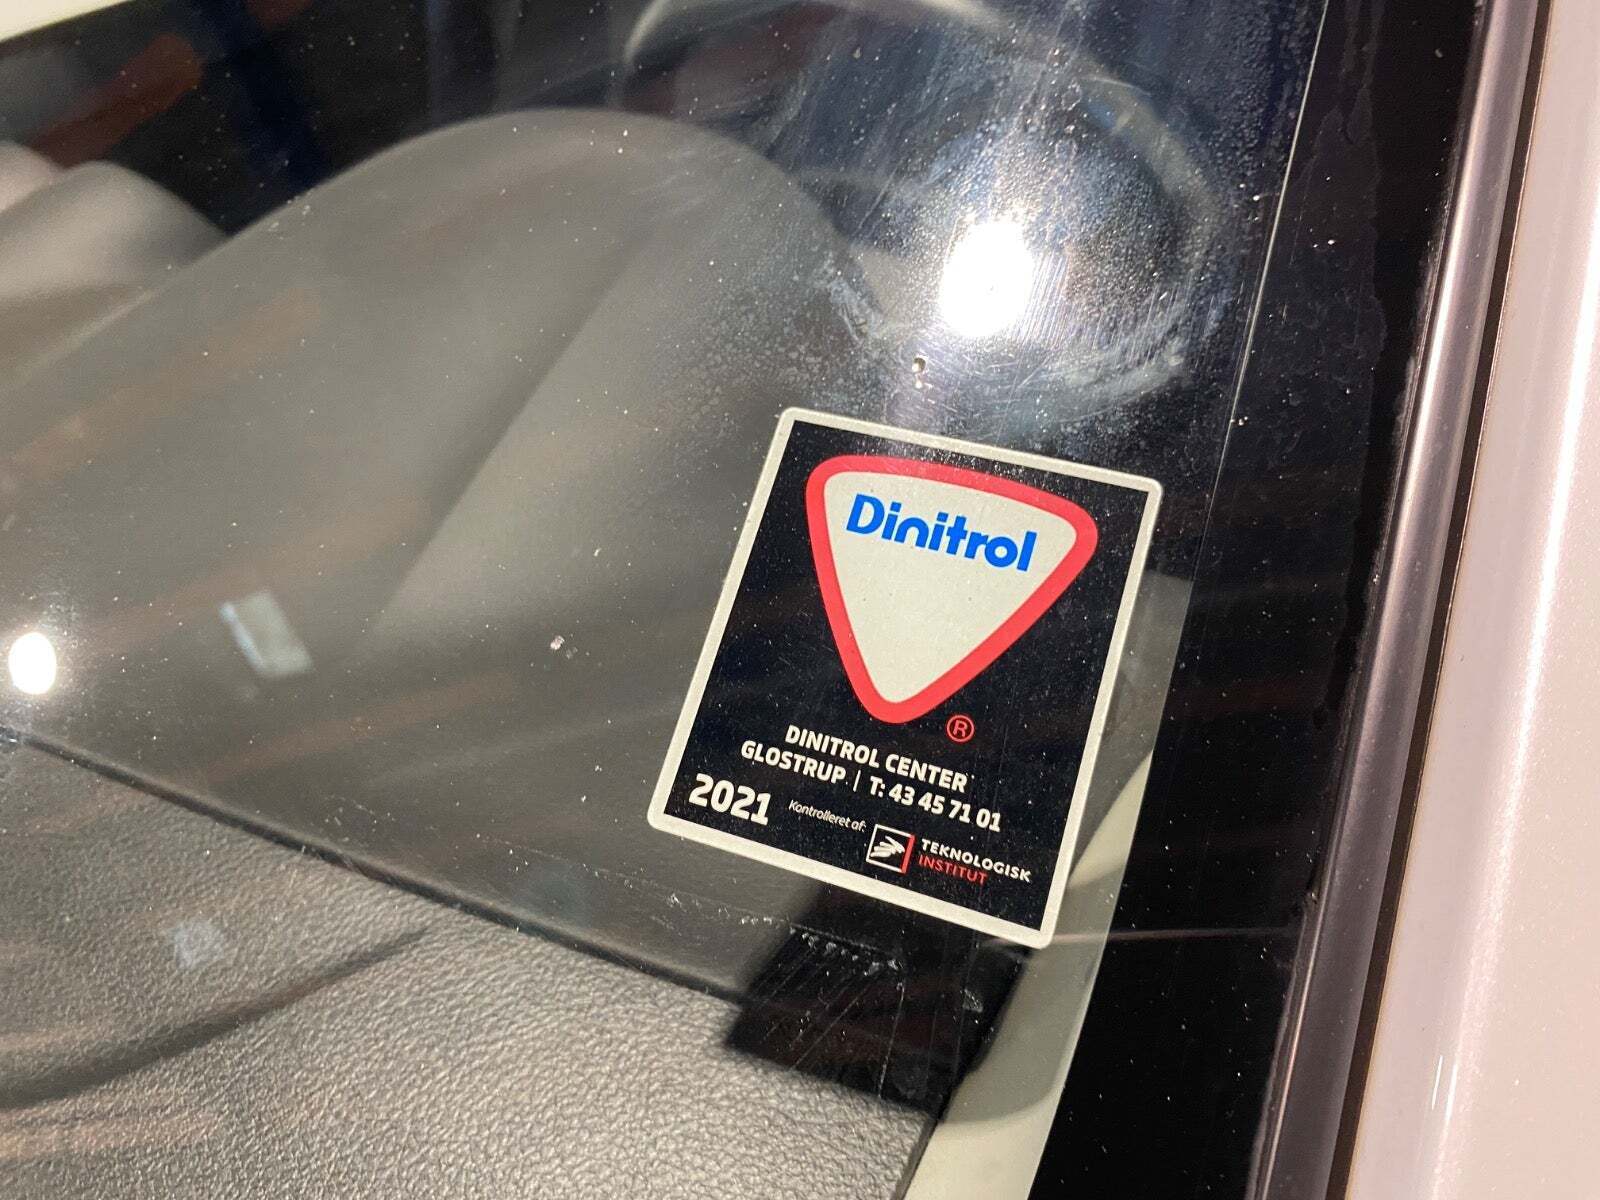 Dinitrol
®
DINITROL CENTER
GLOSTRUP | T: 43 45 71 01
2021 Kontrolleret af: TEKNOLOGISK
INSTITUT